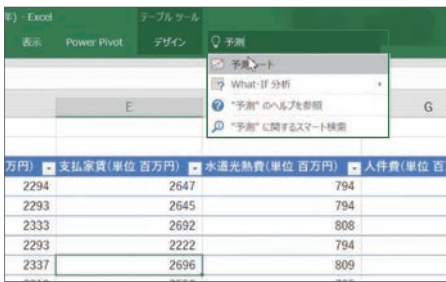 年) - Excel テーブル ツール
表示 Power Pivot デザイン 予測
予測シート
What-If 分析
"予測" のヘルプを参照
"予測" に関するスマート検索
E G
万円) 支払家賃(単位 百万円) 水道光熱費(単位 百万円) 人件費(単位 百
2294 2647 794
2293 2645 794
2333 2692 808
2293 2222 794
2337 2696 809